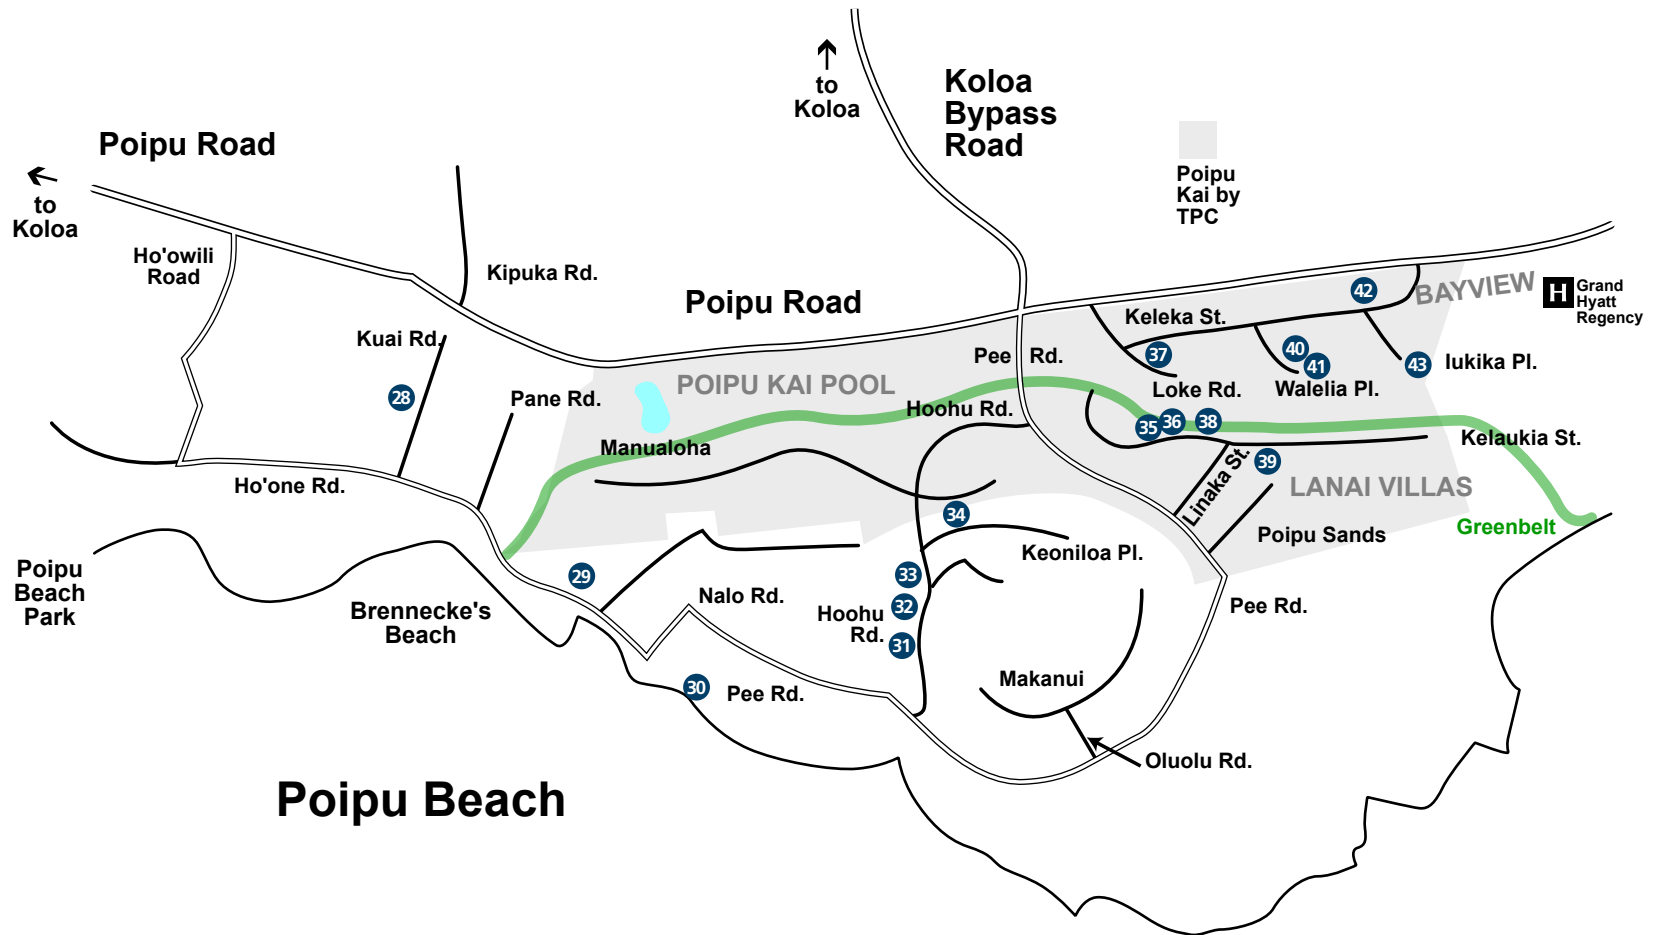 to
Koloa
Koloa
Bypass
Road
Poipu Road
to
Koloa
Poipu
Kai by
TPC
Ho'owili
Road
Kipuka Rd.
Poipu Road
42
BAYVIEW
H
Grand
Hyatt
Regency
Keleka St.
Kuai Rd.
Pee Rd.
37
40
41
43
Iukika Pl.
28
Pane Rd.
POIPU KAI POOL
Loke Rd.
Walelia Pl.
Hoohu Rd.
35
36
38
Manualoha
Kelaukia St.
Ho'one Rd.
Linaka St.
39
LANAI VILLAS
34
Greenbelt
Poipu Sands
Keoniloa Pl.
Poipu
Beach
Park
29
33
Brennecke's
Beach
Nalo Rd.
Hoohu
Rd.
32
31
Pee Rd.
Makanui
30
Pee Rd.
Oluolu Rd.
Poipu Beach